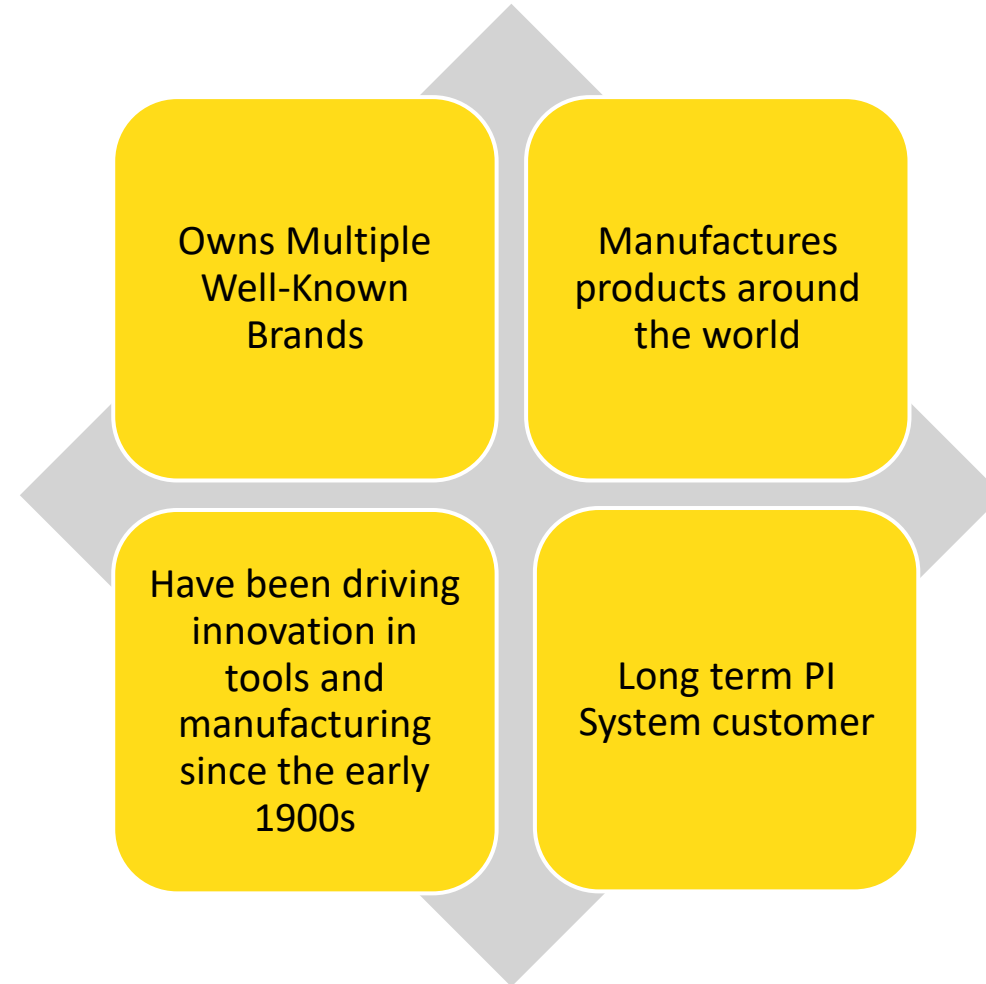 Owns Multiple
Well-Known
Brands
Manufactures
products around
the world
Have been driving
innovation in
tools and
manufacturing
since the early
1900s
Long term PI
System customer